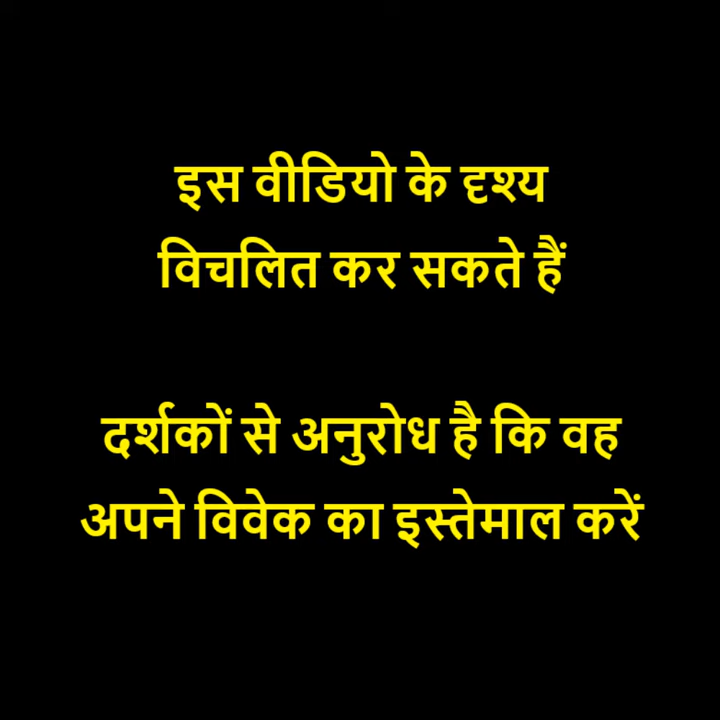 इस वीडियो के दृश्य
विचलित कर सकते हैं
दर्शकों से अनुरोध है कि वह
अपने विवेक का इस्तेमाल करें